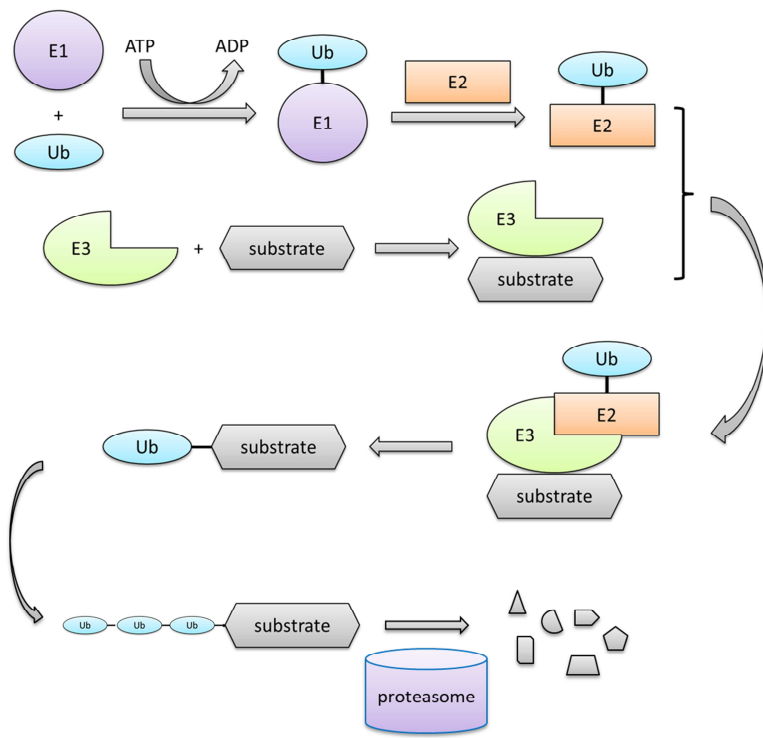 E1
ATP
ADP
+
Ub
Ub
E1
E2
Ub
E2
E3
+
substrate
E3
substrate
Ub
E2
E3
substrate
Ub
substrate
Ub
Ub
Ub
substrate
proteasome